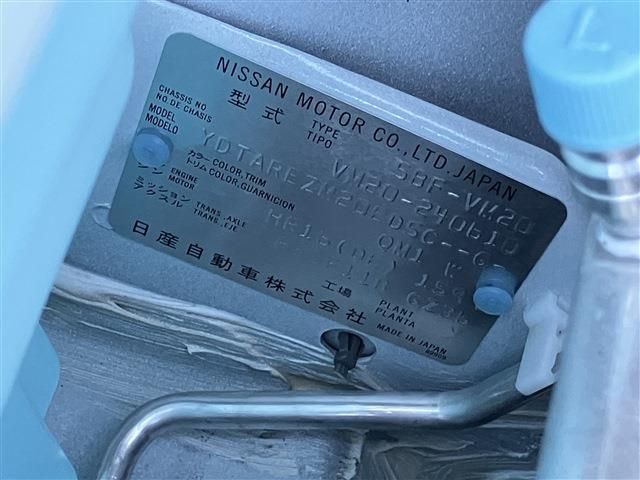 NISSAN MOTOR CO., LTD. JAPAN
型式 TYPE TIPO 5BF-VM20
CHASSIS NO
NO DE CHASIS VM20-240610
MODEL
MODELO
カラー COLOR, TRIM
トリム COLOR, GUARNICION QM1 K
エンジン ENGINE
MOTOR HR16(DE)
ミッション TRANS., AXLE
アクスル TRANS., EJE
工場 PLANT
PLANTA
日産自動車株式会社 MADE IN JAPAN
L